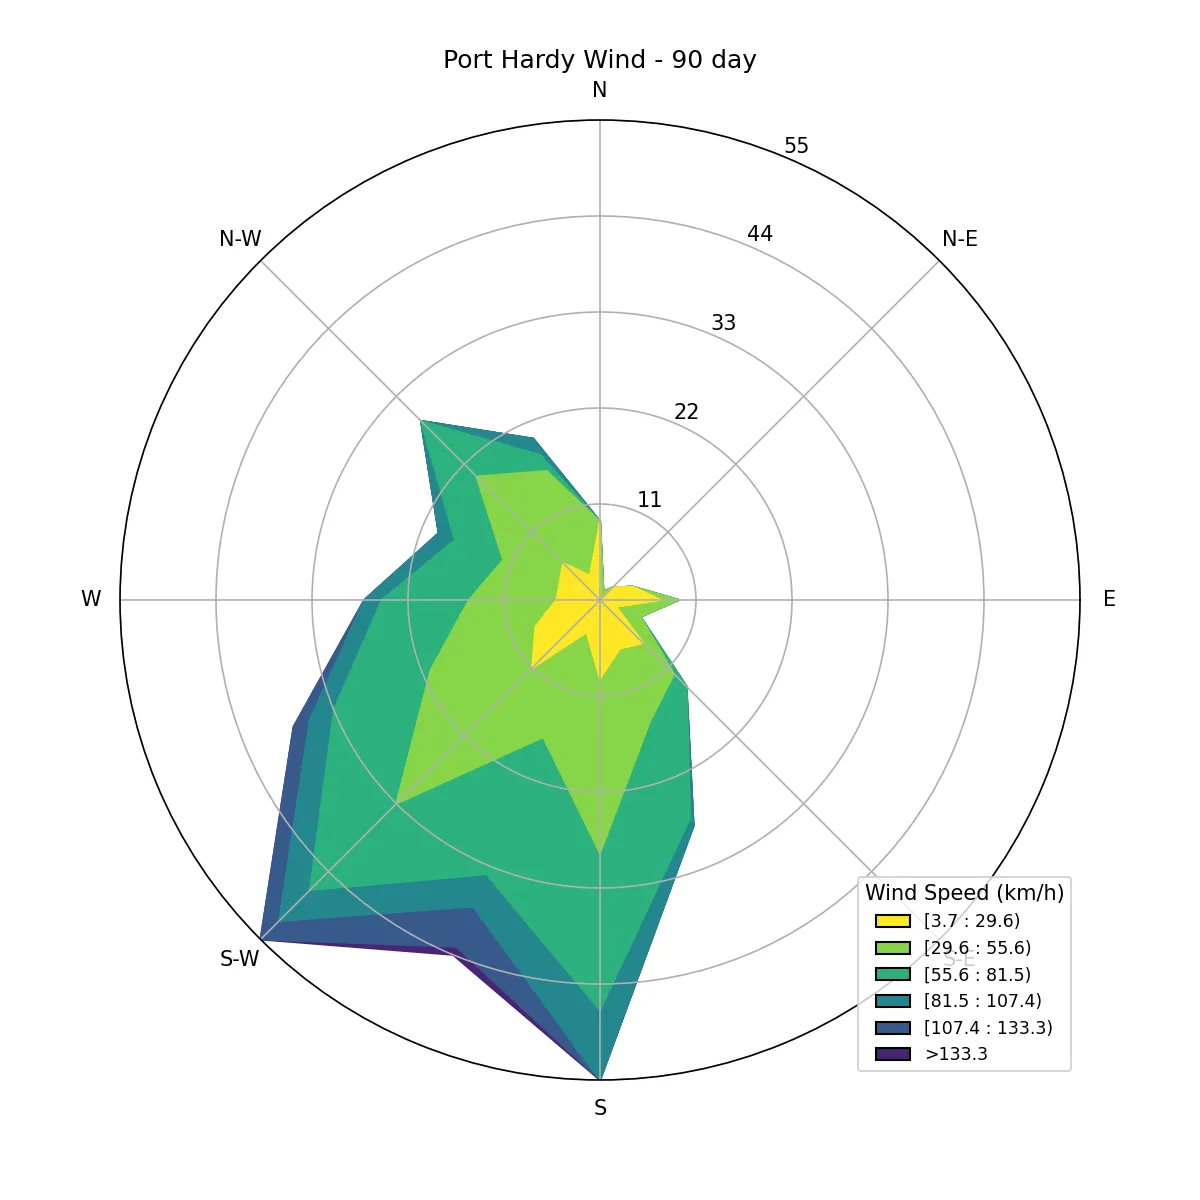 Port Hardy Wind - 90 day
N
55
N-W
44
N-E
33
22
11
W
E
Wind Speed (km/h)
[3.7 : 29.6)
[29.6 : 55.6)
S-W
S-E
[55.6 : 81.5)
[81.5 : 107.4)
[107.4 : 133.3)
>133.3
S